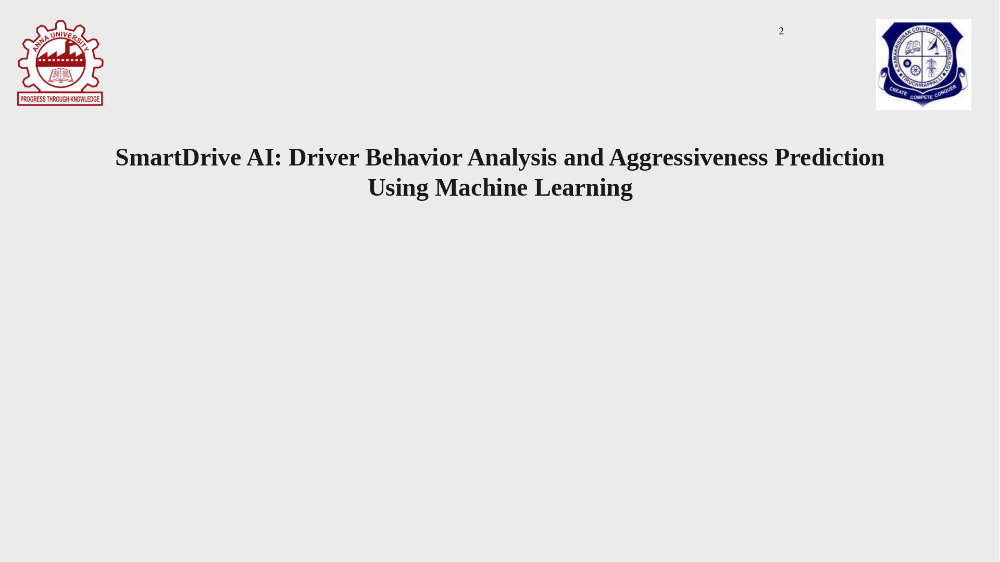 ANNA UNIVERSITY
PROGRESS THROUGH KNOWLEDGE
2
K RAMAKRISHNAN COLLEGE OF TECHNOLOGY
TIRUCHIRAPPALLI
CREATE COMPETE CONQUER
SmartDrive AI: Driver Behavior Analysis and Aggressiveness Prediction
Using Machine Learning